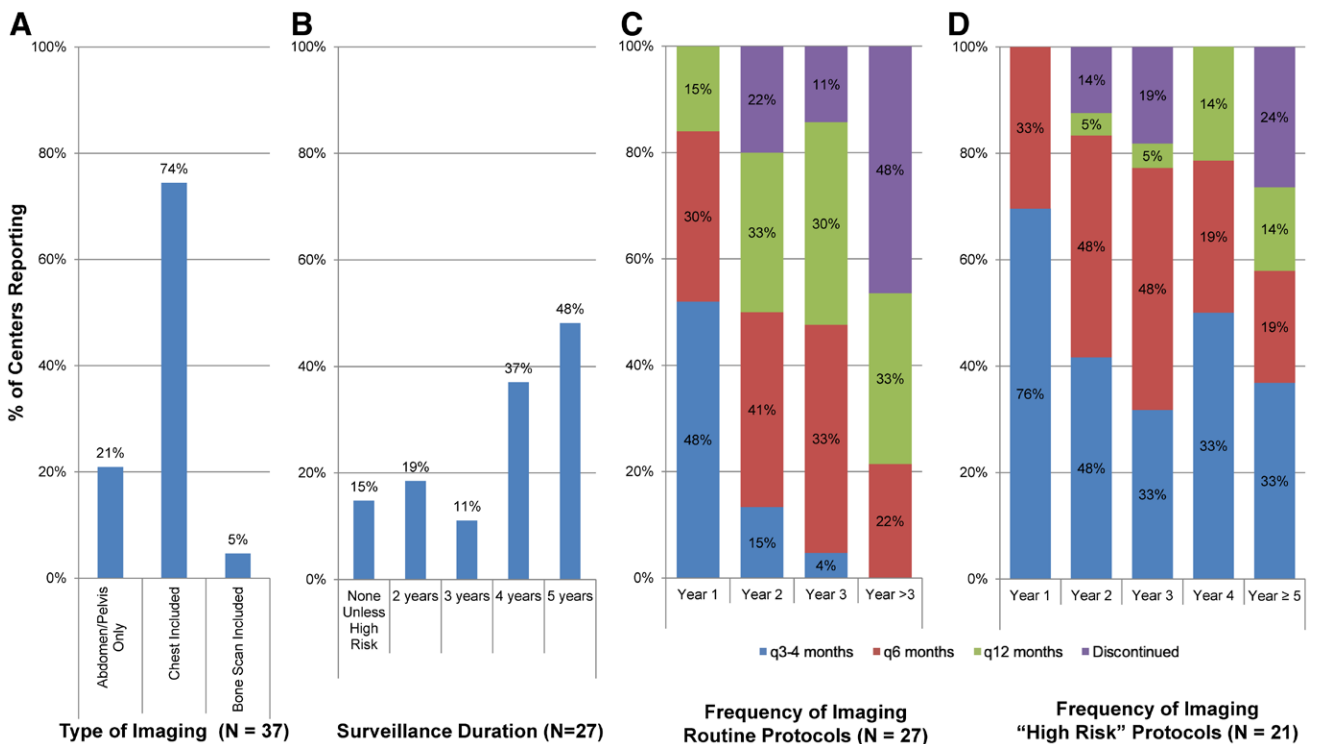 A
% of Centers Reporting
100%
80%
60%
40%
20%
0%
21%
74%
5%
Abdomen/Pelvis
Only
Chest Included
Bone Scan Included
Type of Imaging (N = 37)
B
100%
80%
60%
40%
20%
0%
15%
19%
11%
37%
48%
None
Unless
High
Risk
2 years
3 years
4 years
5 years
Surveillance Duration (N=27)
C
100%
80%
60%
40%
20%
0%
15%
30%
48%
22%
33%
41%
15%
11%
30%
33%
4%
48%
33%
22%
Year 1
Year 2
Year 3
Year >3
Frequency of Imaging
Routine Protocols (N = 27)
D
100%
80%
60%
40%
20%
0%
33%
76%
14%
5%
48%
48%
19%
5%
48%
33%
14%
19%
33%
24%
14%
19%
33%
Year 1
Year 2
Year 3
Year 4
Year ≥ 5
q3-4 months
q6 months
q12 months
Discontinued
Frequency of Imaging
“High Risk” Protocols (N = 21)